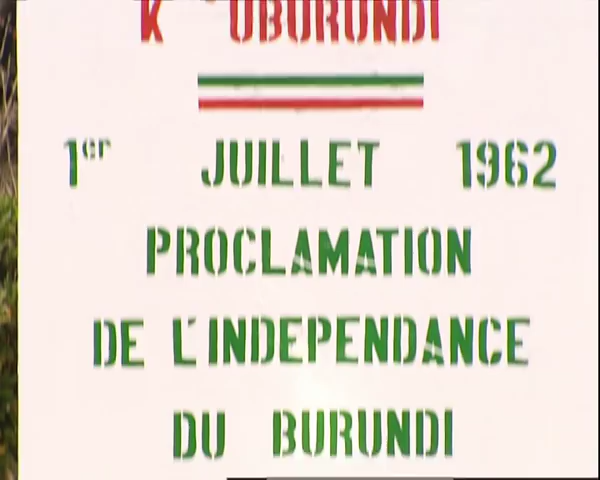 K' UBURUNDI
1er JUILLET 1962
PROCLAMATION
DE L'INDEPENDANCE
DU BURUNDI